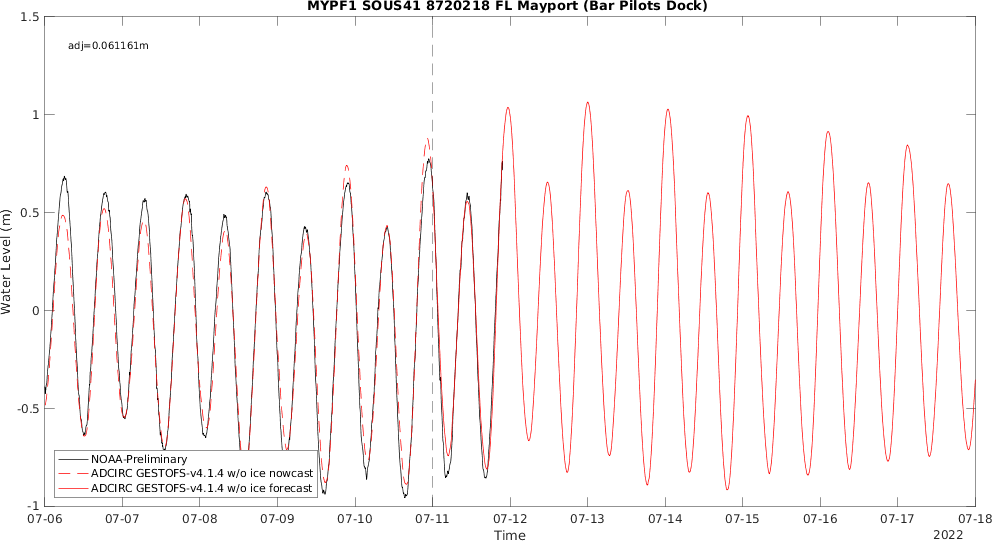 MYPF1 SOUS41 8720218 FL Mayport (Bar Pilots Dock)
1.5
adj=0.061161m
1
0.5
0
-0.5
-1
Water Level (m)
NOAA-Preliminary
ADCIRC GESTOFS-v4.1.4 w/o ice nowcast
ADCIRC GESTOFS-v4.1.4 w/o ice forecast
07-06 07-07 07-08 07-09 07-10 07-11 07-12 07-13 07-14 07-15 07-16 07-17 07-18
Time
2022